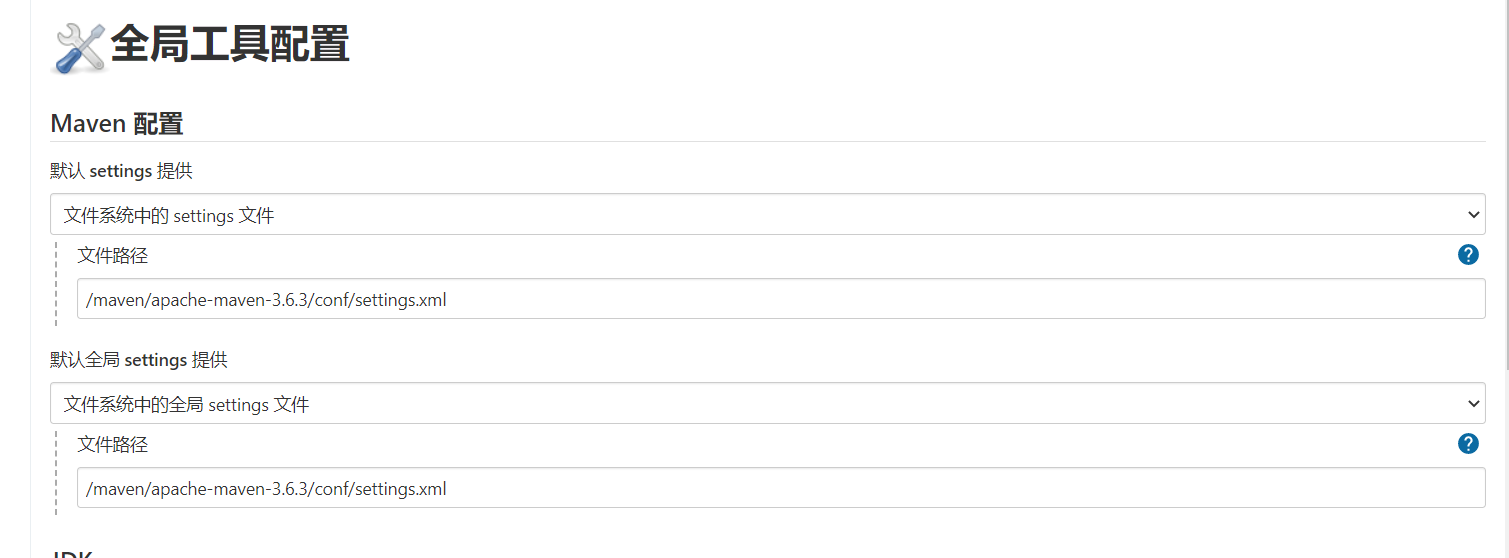 全局工具配置
Maven 配置
默认 settings 提供
文件系统中的 settings 文件
文件路径
?
/maven/apache-maven-3.6.3/conf/settings.xml
默认全局 settings 提供
文件系统中的全局 settings 文件
文件路径
?
/maven/apache-maven-3.6.3/conf/settings.xml
JDK